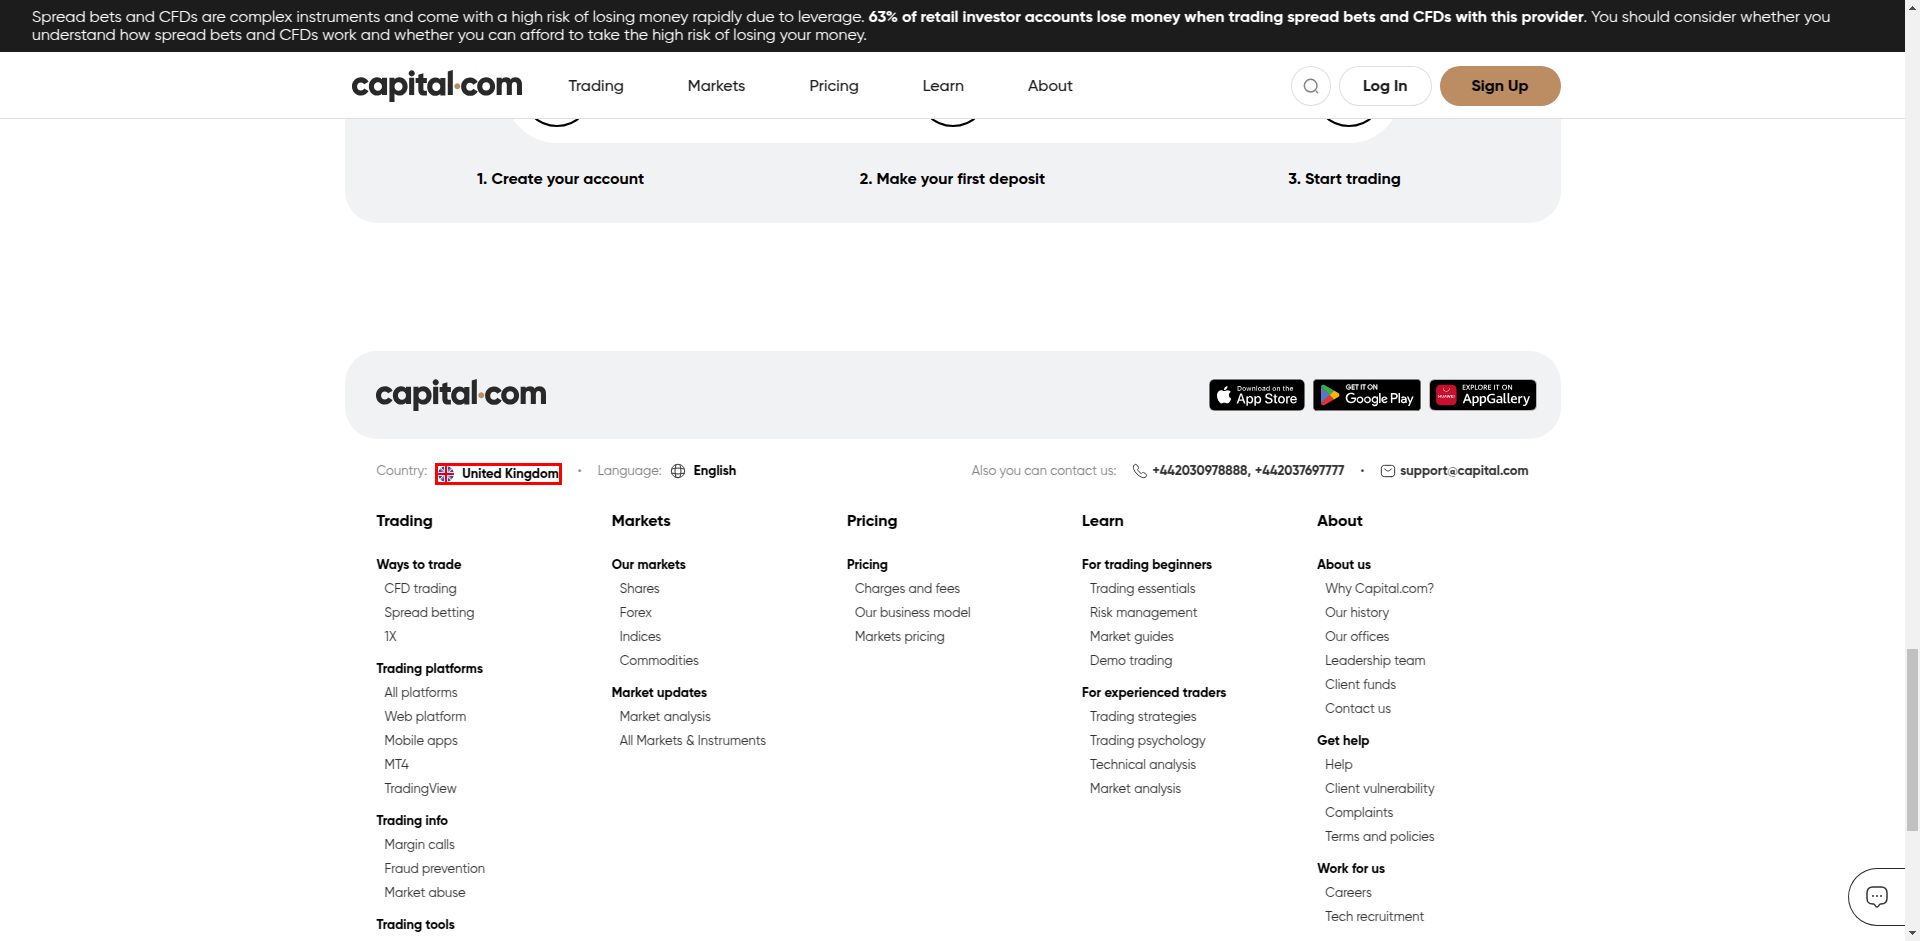 Spread bets and CFDs are complex instruments and come with a high risk of losing money rapidly due to leverage. 63% of retail investor accounts lose money when trading spread bets and CFDs with this provider. You should consider whether you
understand how spread bets and CFDs work and whether you can afford to take the high risk of losing your money.
capital.com
Trading
Markets
Pricing
Learn
About
Log In
Sign Up
1. Create your account
2. Make your first deposit
3. Start trading
capital.com
Download on the
App Store
GET IT ON
Google Play
HUAWEI
EXPLORE IT ON
AppGallery
Country: United Kingdom · Language: English
Also you can contact us: +442030978888, +442037697777 · support@capital.com
Trading
Ways to trade
CFD trading
Spread betting
1X
Trading platforms
All platforms
Web platform
Mobile apps
MT4
TradingView
Trading info
Margin calls
Fraud prevention
Market abuse
Trading tools
Markets
Our markets
Shares
Forex
Indices
Commodities
Market updates
Market analysis
All Markets & Instruments
Pricing
Pricing
Charges and fees
Our business model
Markets pricing
Learn
For trading beginners
Trading essentials
Risk management
Market guides
Demo trading
For experienced traders
Trading strategies
Trading psychology
Technical analysis
Market analysis
About
About us
Why Capital.com?
Our history
Our offices
Leadership team
Client funds
Contact us
Get help
Help
Client vulnerability
Complaints
Terms and policies
Work for us
Careers
Tech recruitment